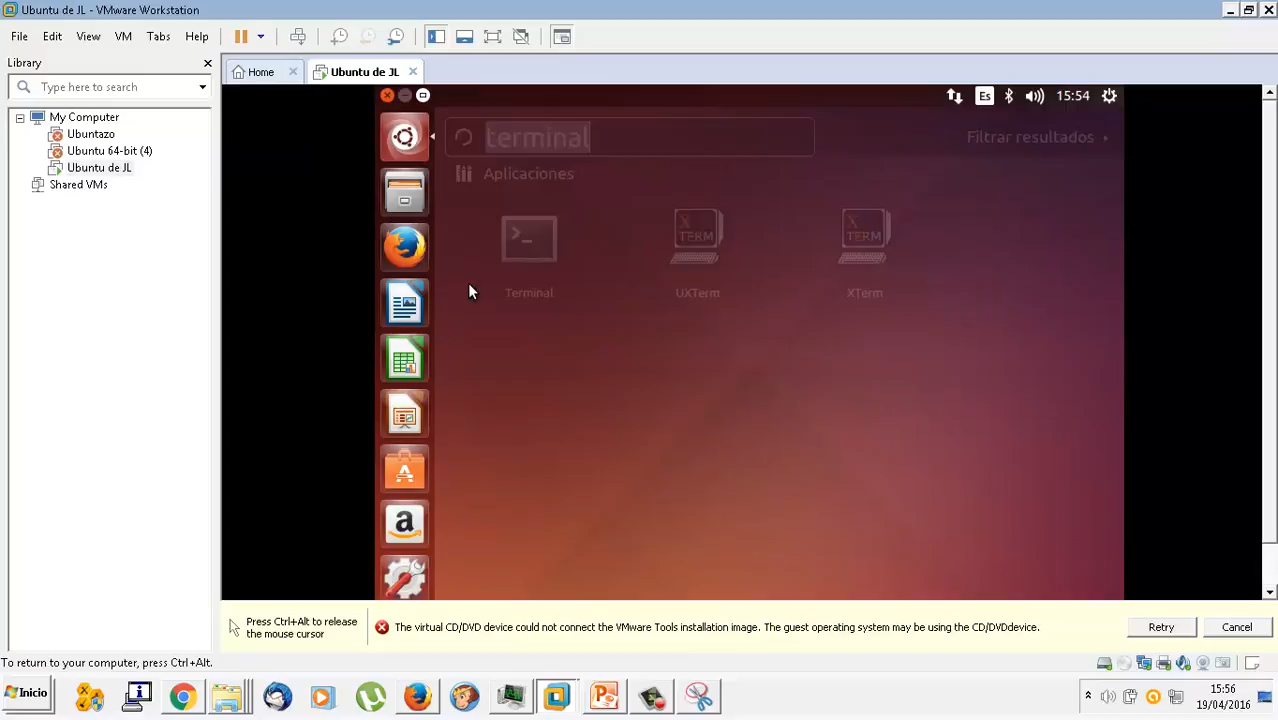 Ubuntu de JL - VMware Workstation
File Edit View VM Tabs Help
Library
Type here to search
Home
Ubuntu de JL
My Computer
Ubuntazo
Ubuntu 64-bit (4)
Ubuntu de JL
Shared VMs
Es
15:54
terminal
Filtrar resultados
Aplicaciones
>_
X TERM
X TERM
Terminal
UXTerm
XTerm
A
a
Press Ctrl+Alt to release
the mouse cursor
The virtual CD/DVD device could not connect the VMware Tools installation image. The guest operating system may be using the CD/DVDdevice.
Retry
Cancel
To return to your computer, press Ctrl+Alt.
Inicio
15:56
19/04/2016